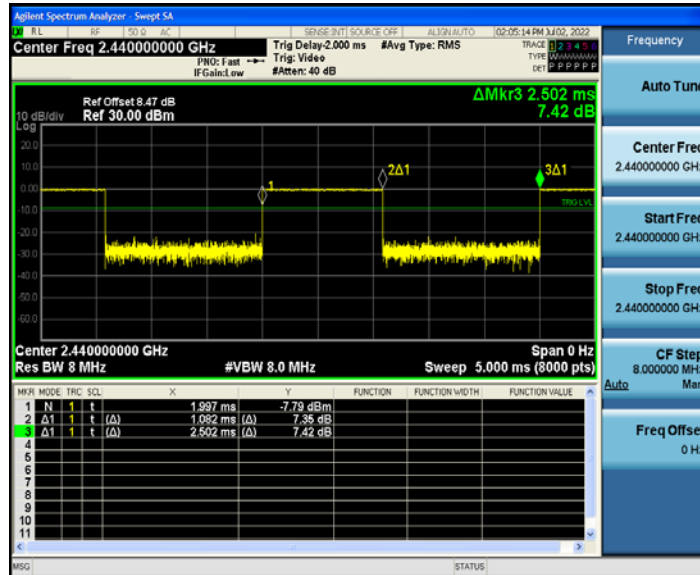 Agilent Spectrum Analyzer - Swept SA
RL RF 50 Ω AC SENSE:INT SOURCE OFF ALIGN AUTO 02:05:14 PM Jul 02, 2022
Center Freq 2.440000000 GHz
PNO: Fast
IFGain:Low
Trig Delay-2.000 ms
Trig: Video
#Atten: 40 dB
#Avg Type: RMS
TRACE 1 2 3 4 5 6
TYPE
DET P P P P P P
Frequency
Auto Tune
Center Freq
2.440000000 GHz
Start Freq
2.440000000 GHz
Stop Freq
2.440000000 GHz
CF Step
8.000000 MHz
Auto Man
Freq Offset
0 Hz
ΔMkr3 2.502 ms
7.42 dB
Ref Offset 8.47 dB
10 dB/div Ref 30.00 dBm
Log
20.0
10.0
0.00
-10.0
-20.0
-30.0
-40.0
-50.0
-60.0
1
2Δ1
3Δ1
TRIG LVL
Center 2.440000000 GHz Span 0 Hz
Res BW 8 MHz #VBW 8.0 MHz Sweep 5.000 ms (8000 pts)
MKR MODE TRC SCL X Y FUNCTION FUNCTION WIDTH FUNCTION VALUE
1 N 1 t 1.997 ms -7.79 dBm
2 Δ1 1 t (Δ) 1.082 ms (Δ) 7.35 dB
3 Δ1 1 t (Δ) 2.502 ms (Δ) 7.42 dB
4
5
6
7
8
9
10
11
MSG STATUS